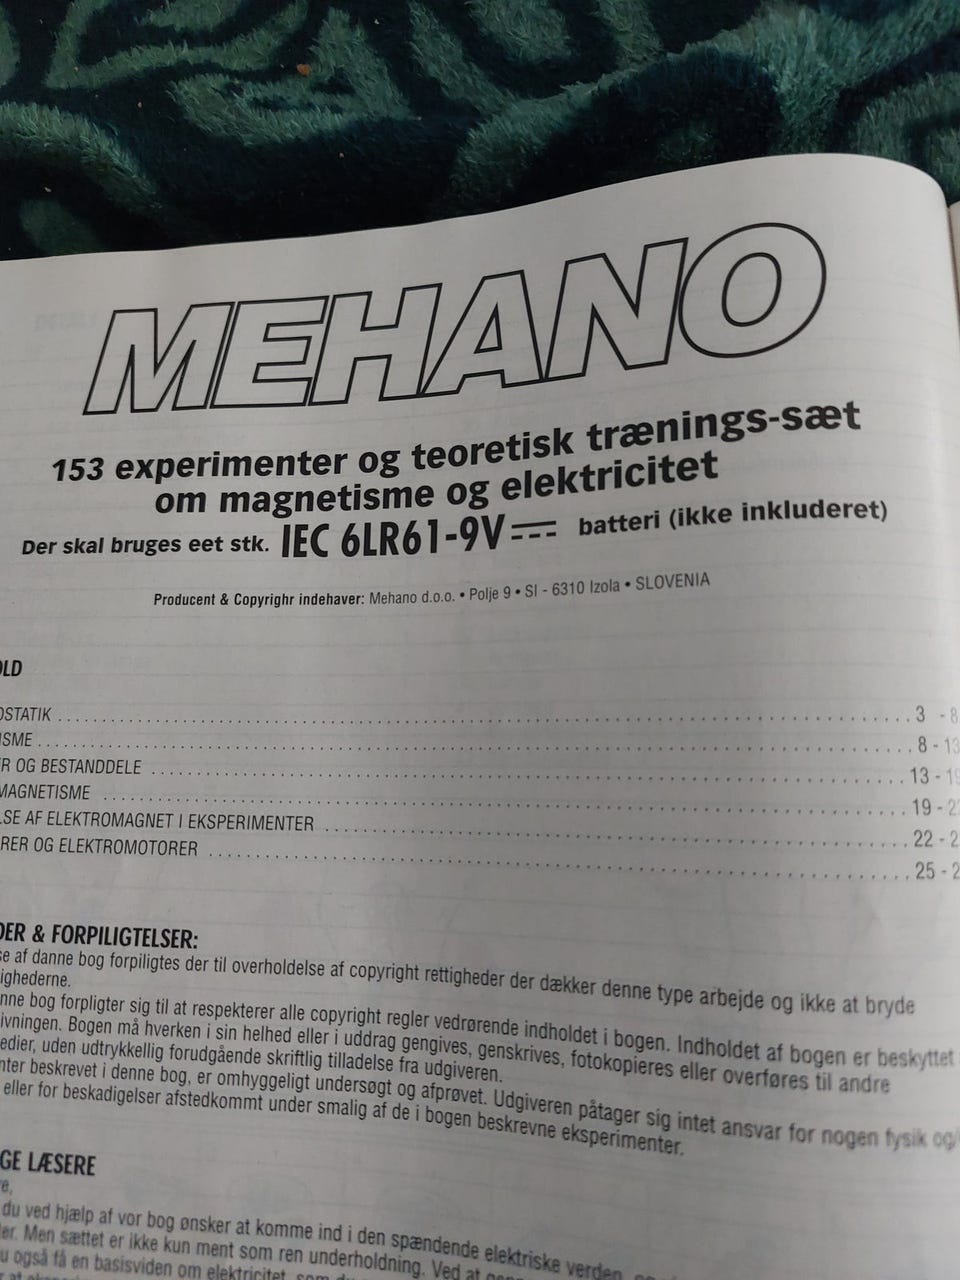 MEHANO
153 experimenter og teoretisk trænings-sæt
om magnetisme og elektricitet
Der skal bruges eet stk. IEC 6LR61-9V batteri (ikke inkluderet)
Producent & Copyrighr indehaver: Mehano d.o.o. • Polje 9 • SI - 6310 Izola • SLOVENIA
OLD
OSTATIK ........ 3 - 8
ISME ........ 8 - 13
R OG BESTANDDELE ........ 13 - 19
MAGNETISME ........ 19 - 2
LSE AF ELEKTROMAGNET I EKSPERIMENTER ........ 22 - 2
RER OG ELEKTROMOTORER ........ 25 - 2
DER & FORPILIGTELSER:
se af danne bog forpiligtes der til overholdelse af copyright rettigheder der dækker denne type arbejde og ikke at bryde
ighederne.
nne bog forpligter sig til at respekterer alle copyright regler vedrørende indholdet i bogen. Indholdet af bogen er beskyttet
ivningen. Bogen må hverken i sin helhed eller i uddrag gengives, genskrives, fotokopieres eller overføres til andre
edier, uden udtrykkellig forudgående skriftlig tilladelse fra udgiveren.
nter beskrevet i denne bog, er omhyggeligt undersøgt og afprøvet. Udgiveren påtager sig intet ansvar for nogen fysik og/
eller for beskadigelser afstedkommt under smalig af de i bogen beskrevne eksperimenter.
GE LÆSERE
e,
du ved hjælp af vor bog ønsker at komme ind i den spændende elektriske verden,
ler. Men sættet er ikke kun ment som ren underholdning. Ved at
u også få en basisviden om elektricitet, som